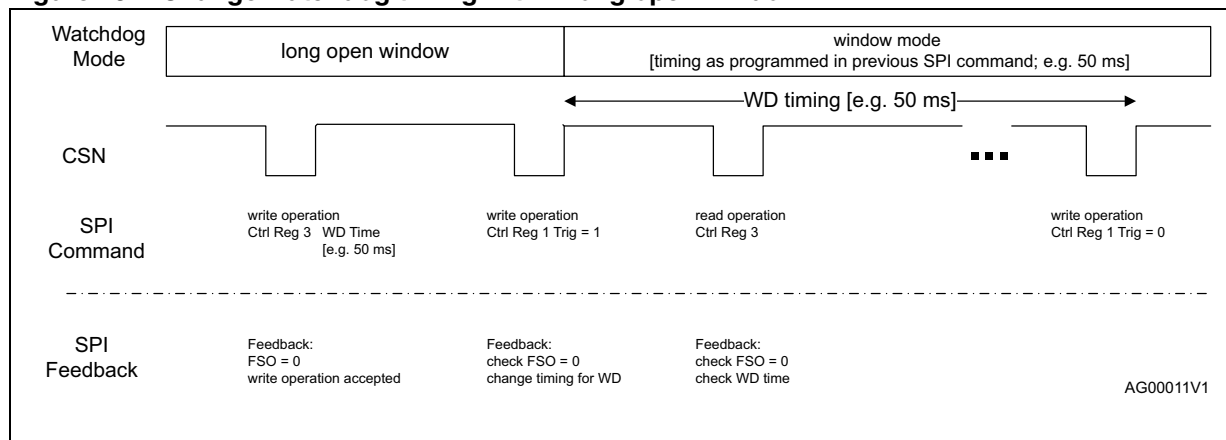 Watchdog
Mode
long open window
window mode
[timing as programmed in previous SPI command; e.g. 50 ms]
WD timing [e.g. 50 ms]
CSN
SPI
Command
write operation
Ctrl Reg 3 WD Time
[e.g. 50 ms]
write operation
Ctrl Reg 1 Trig = 1
read operation
Ctrl Reg 3
write operation
Ctrl Reg 1 Trig = 0
SPI
Feedback
Feedback:
FSO = 0
write operation accepted
Feedback:
check FSO = 0
change timing for WD
Feedback:
check FSO = 0
check WD time
AG00011V1